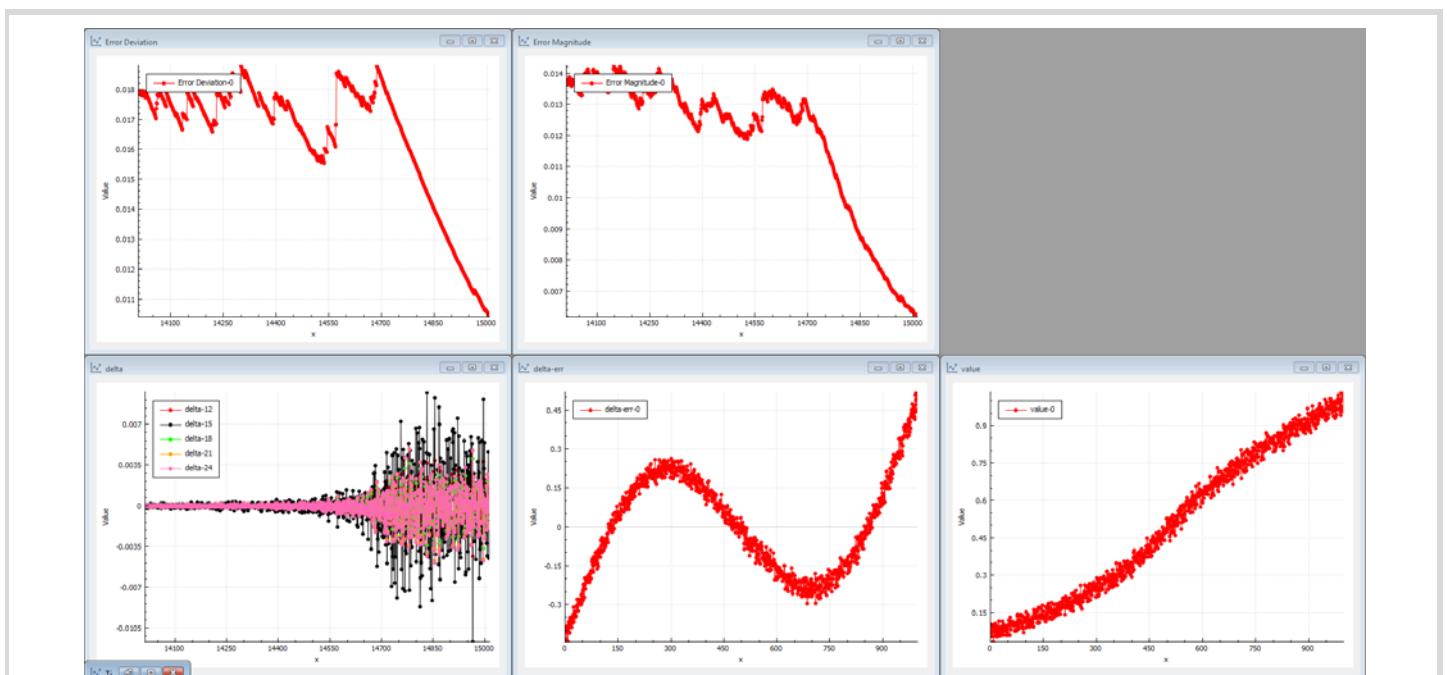 Error Deviation
Error Deviation-0
0.018
0.017
0.016
0.015
0.014
0.013
0.012
0.011
Value
14100 14250 14400 14550 14700 14850 15000
x
Error Magnitude
Error Magnitude-0
0.014
0.013
0.012
0.011
0.01
0.009
0.008
0.007
Value
14100 14250 14400 14550 14700 14850 15000
x
delta
delta-12
delta-15
delta-18
delta-21
delta-24
0.007
0.0035
0
-0.0035
-0.007
-0.0105
Value
14100 14250 14400 14550 14700 14850 15000
x
delta-err
delta-err-0
0.45
0.3
0.15
0
-0.15
-0.3
Value
0 150 300 450 600 750 900
x
value
value-0
0.9
0.75
0.6
0.45
0.3
0.15
Value
0 150 300 450 600 750 900
x